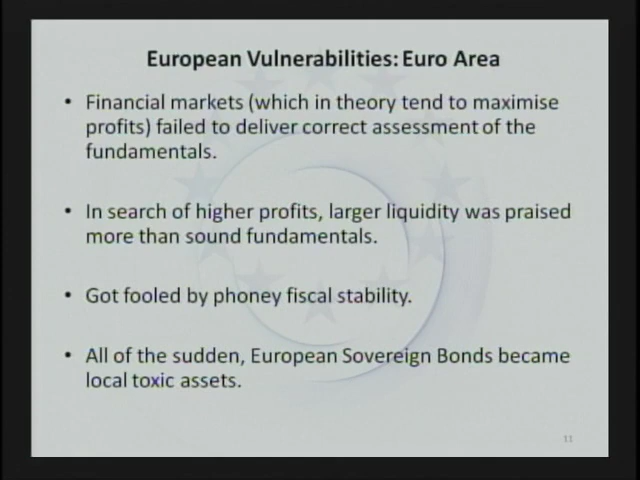 European Vulnerabilities: Euro Area
• Financial markets (which in theory tend to maximise
profits) failed to deliver correct assessment of the
fundamentals.
• In search of higher profits, larger liquidity was praised
more than sound fundamentals.
• Got fooled by phoney fiscal stability.
• All of the sudden, European Sovereign Bonds became
local toxic assets.
11